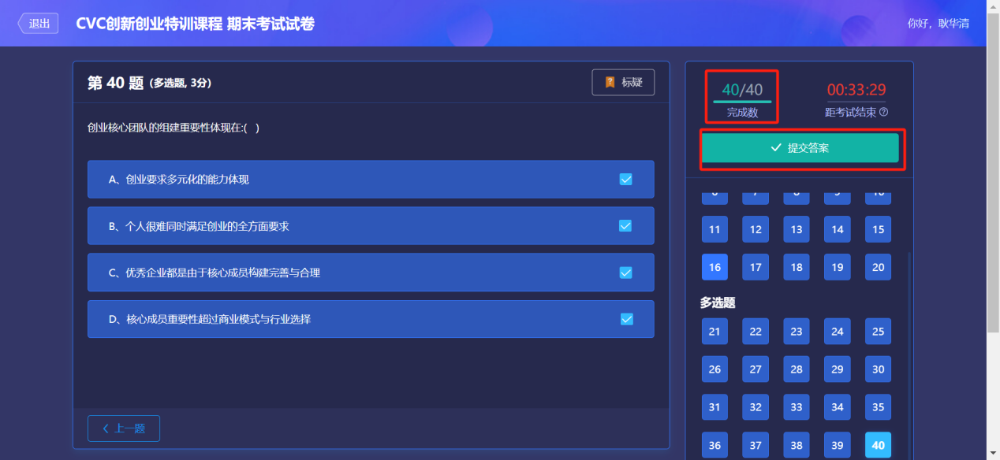 退出
CVC创新创业特训课程 期末考试试卷
你好，耿华清
第 40 题 (多选题, 3分)
标疑
创业核心团队的组建重要性体现在:( )
A、创业要求多元化的能力体现
B、个人很难同时满足创业的全方面要求
C、优秀企业都是由于核心成员构建完善与合理
D、核心成员重要性超过商业模式与行业选择
上一题
40/40
完成数
00:33:29
距考试结束
提交答案
6 7 8 9 10
11 12 13 14 15
16 17 18 19 20
多选题
21 22 23 24 25
26 27 28 29 30
31 32 33 34 35
36 37 38 39 40